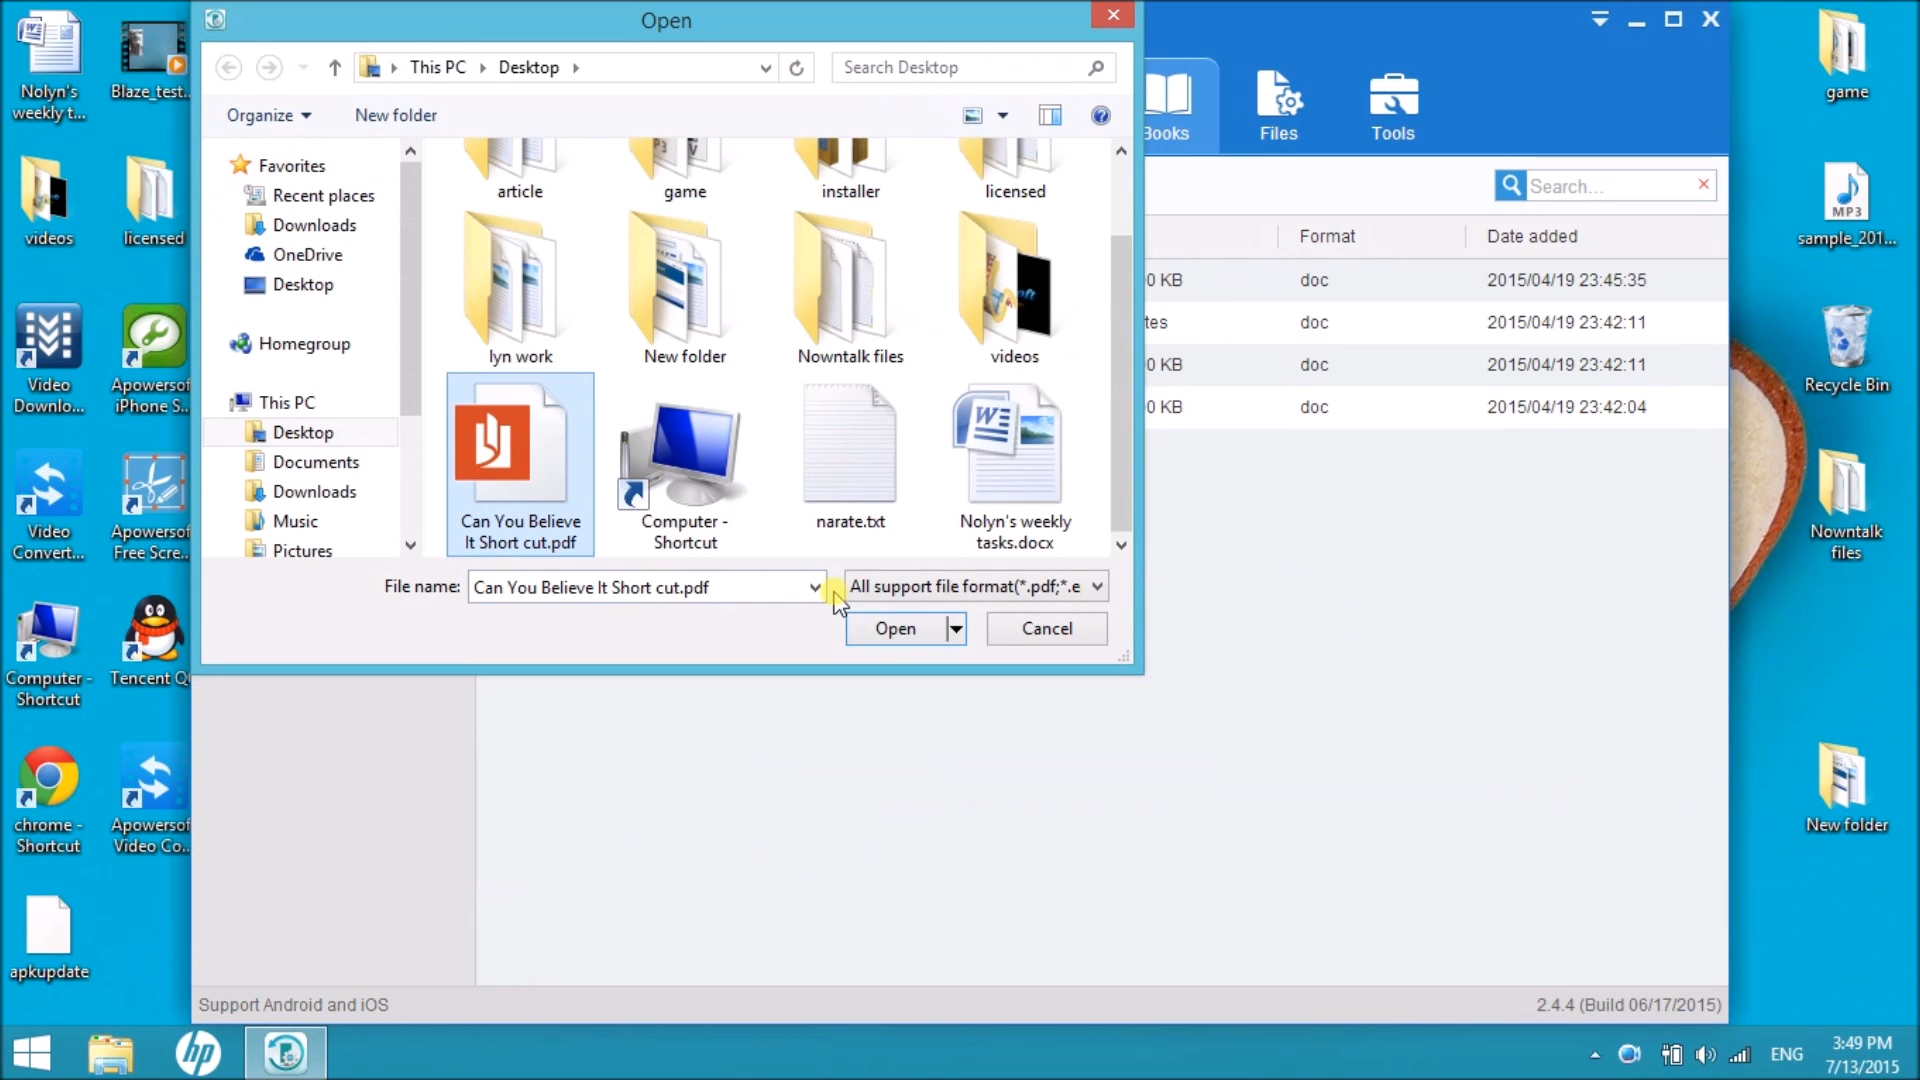 Open
This PC
Desktop
Search Desktop
Organize
New folder
Favorites
Recent places
Downloads
OneDrive
Desktop
Homegroup
This PC
Desktop
Documents
Downloads
Music
Pictures
article
game
installer
licensed
lyn work
New folder
Nowntalk files
videos
Can You Believe
It Short cut.pdf
Computer -
Shortcut
narate.txt
Nolyn's weekly
tasks.docx
File name:
Can You Believe It Short cut.pdf
All support file format(*.pdf;*.e
Open
Cancel
Books
Files
Tools
Search...
Format
Date added
0 KB
doc
2015/04/19 23:45:35
tes
doc
2015/04/19 23:42:11
0 KB
doc
2015/04/19 23:42:11
0 KB
doc
2015/04/19 23:42:04
Support Android and iOS
2.4.4 (Build 06/17/2015)
Nolyn's
weekly t...
Blaze_test...
videos
licensed
Video
Downlo...
Apowersof
iPhone S...
Video
Convert...
Apowersof
Free Scre...
Computer -
Shortcut
Tencent Q
chrome -
Shortcut
Apowersof
Video Co...
apkupdate
game
MP3
sample_201...
Recycle Bin
Nowntalk
files
New folder
hp
ENG
3:49 PM
7/13/2015